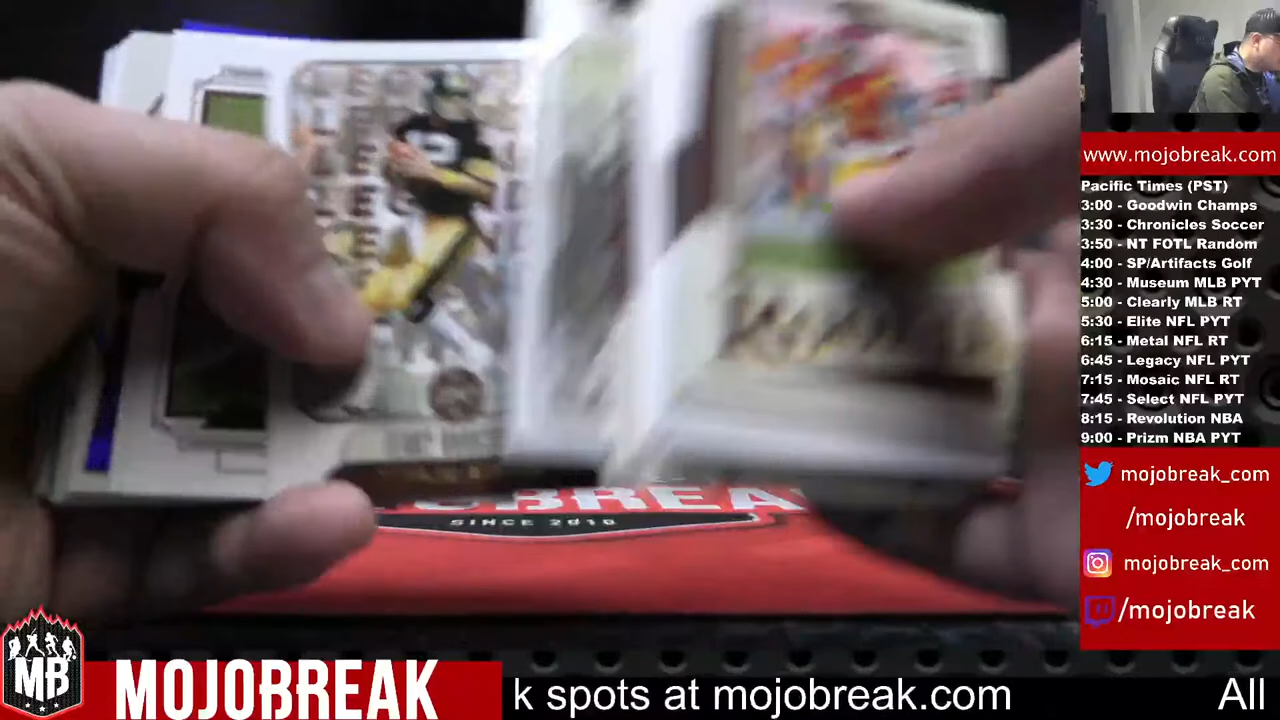 www.mojobreak.com
Pacific Times (PST)
3:00 - Goodwin Champs
3:30 - Chronicles Soccer
3:50 - NT FOTL Random
4:00 - SP/Artifacts Golf
4:30 - Museum MLB PYT
5:00 - Clearly MLB RT
5:30 - Elite NFL PYT
6:15 - Metal NFL RT
6:45 - Legacy NFL PYT
7:15 - Mosaic NFL RT
7:45 - Select NFL PYT
8:15 - Revolution NBA
9:00 - Prizm NBA PYT
mojobreak_com
/mojobreak
mojobreak_com
/mojobreak
SINCE 2010
MB
MOJOBREAK
k spots at mojobreak.com
All